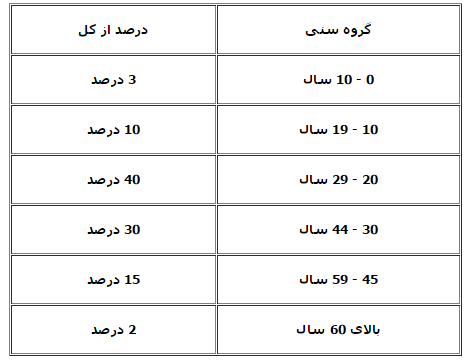 گروه سنی درصد از کل
0 - 10 سال 3 درصد
10 - 19 سال 10 درصد
20 - 29 سال 40 درصد
30 - 44 سال 30 درصد
45 - 59 سال 15 درصد
بالای 60 سال 2 درصد